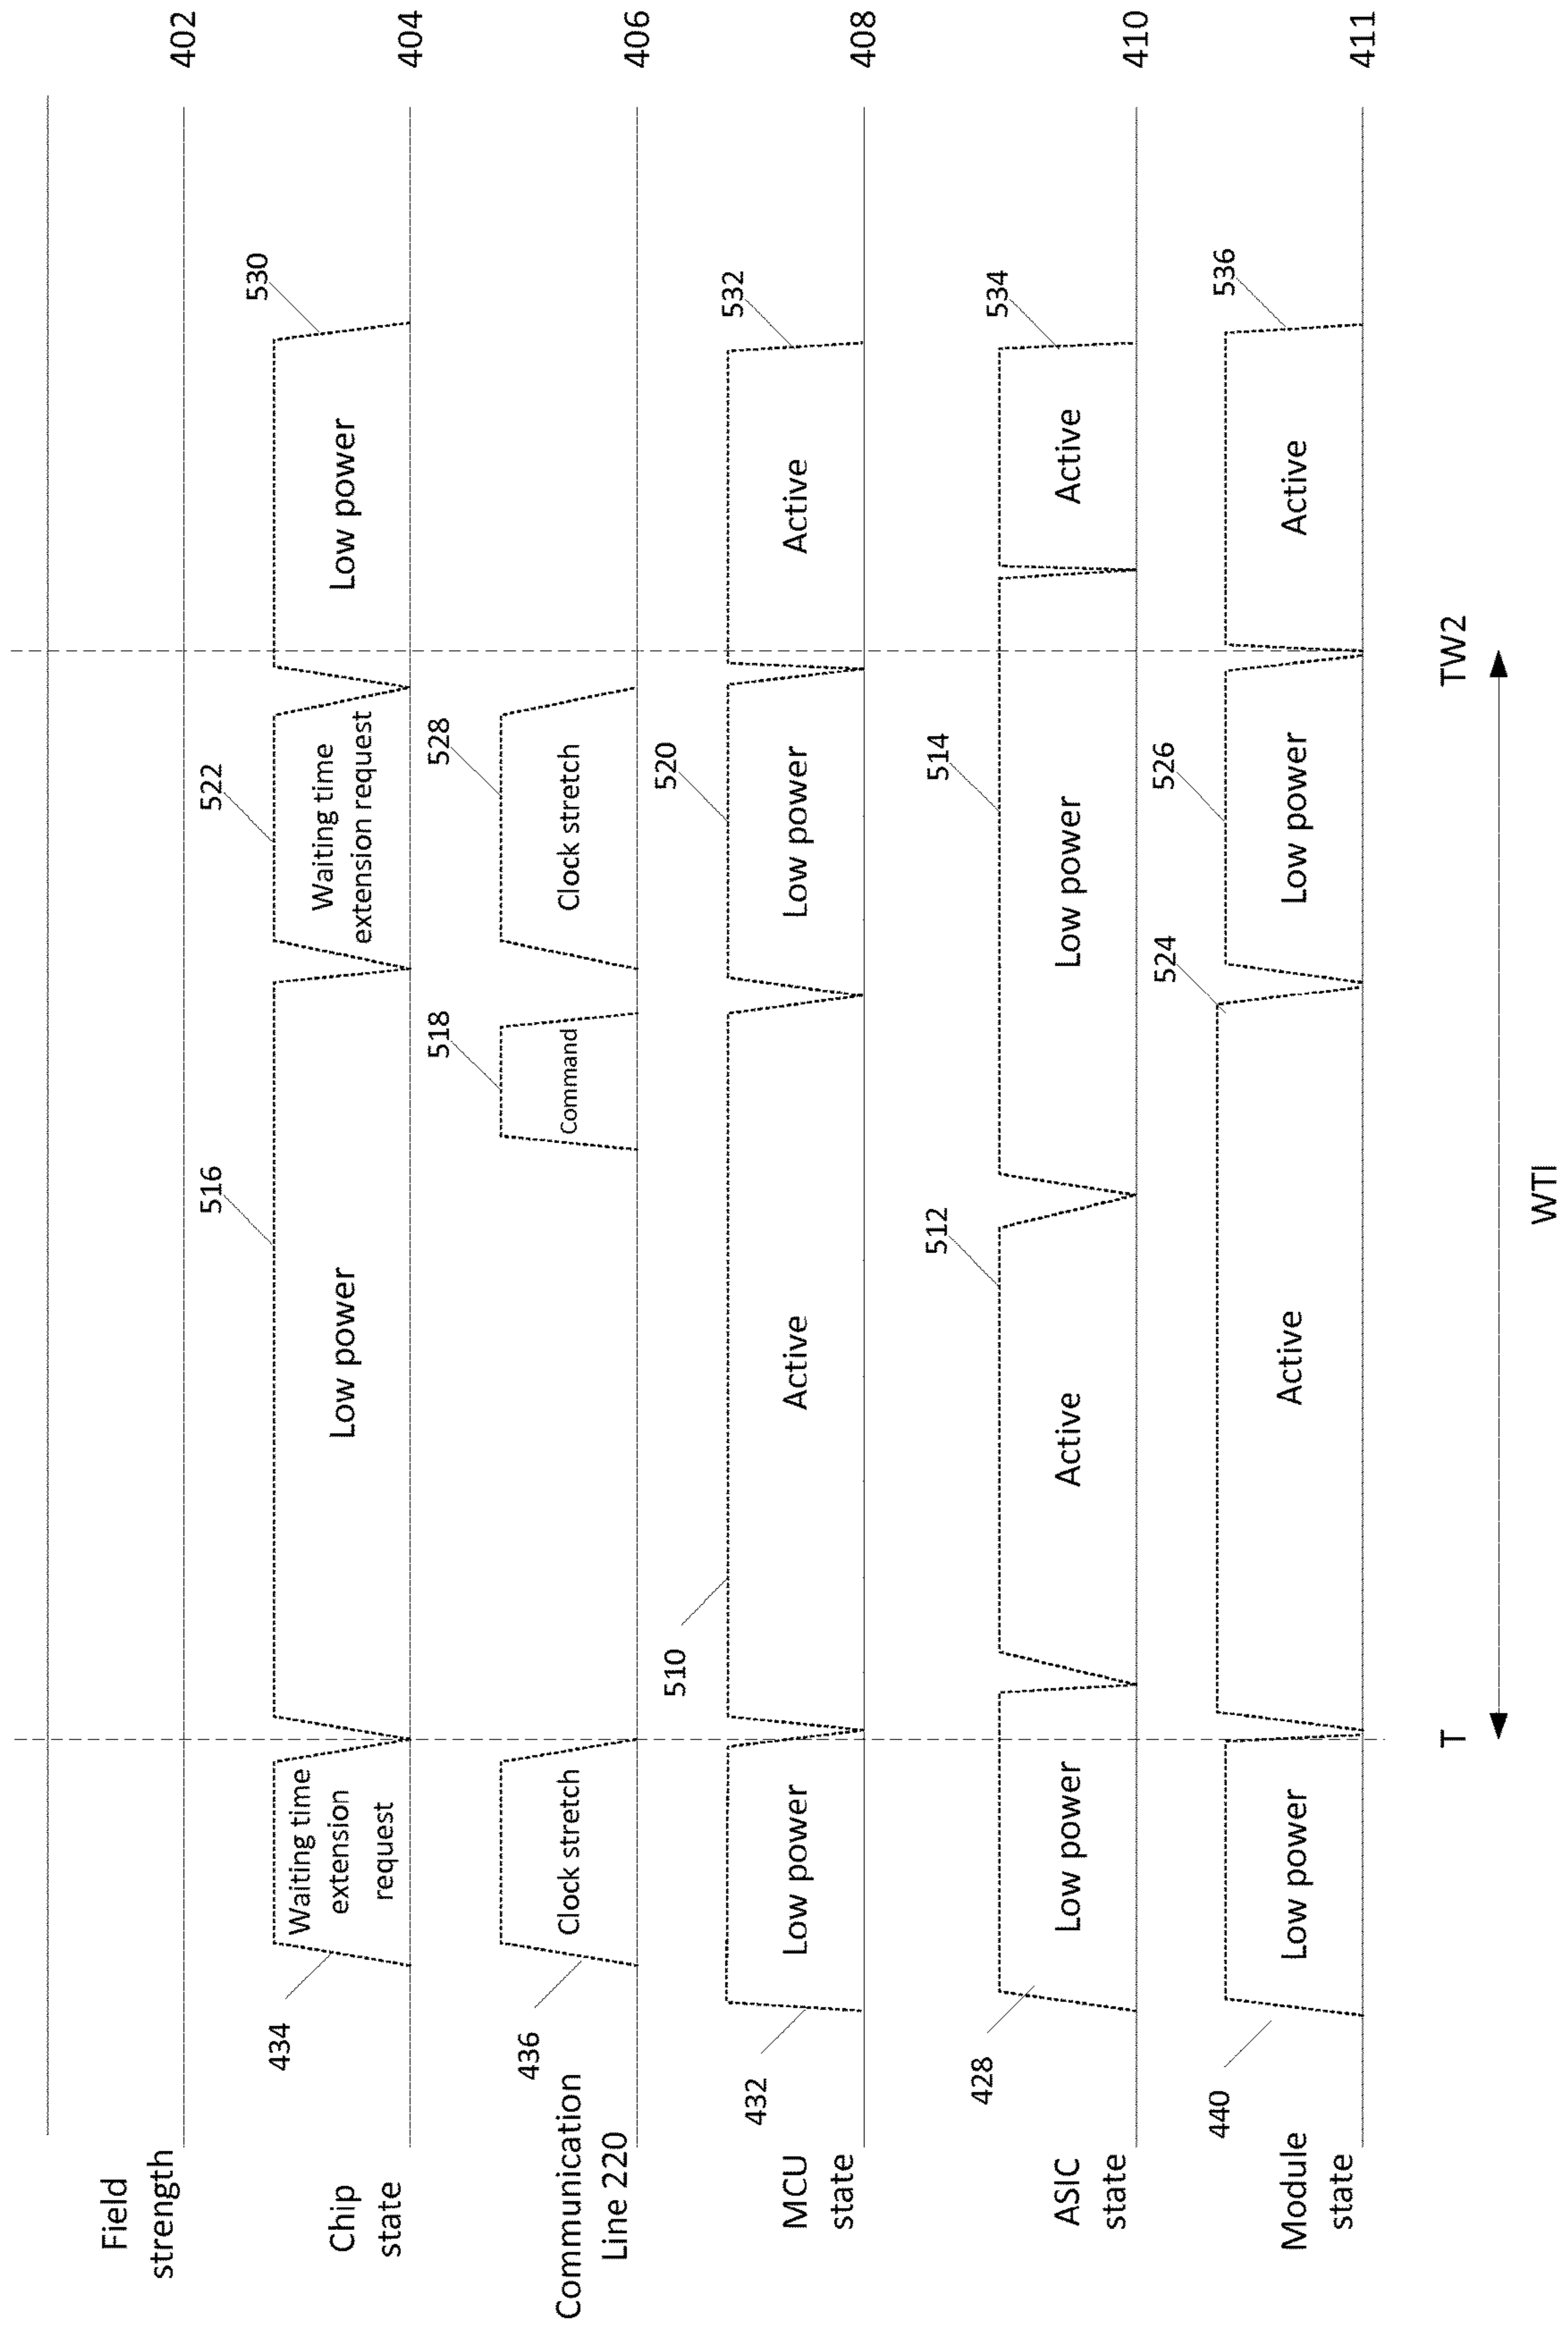 Field
strength
402
Chip
state
434
Waiting time
extension
request
516
Low power
522
Waiting time
extension request
530
Low power
404
Communication
Line 220
436
Clock stretch
518
Command
528
Clock stretch
406
MCU
state
432
Low power
510
Active
520
Low power
532
Active
408
ASIC
state
428
Low power
512
Active
514
Low power
534
Active
410
Module
state
440
Low power
524
Active
526
Low power
536
Active
411
T
TW2
WTI